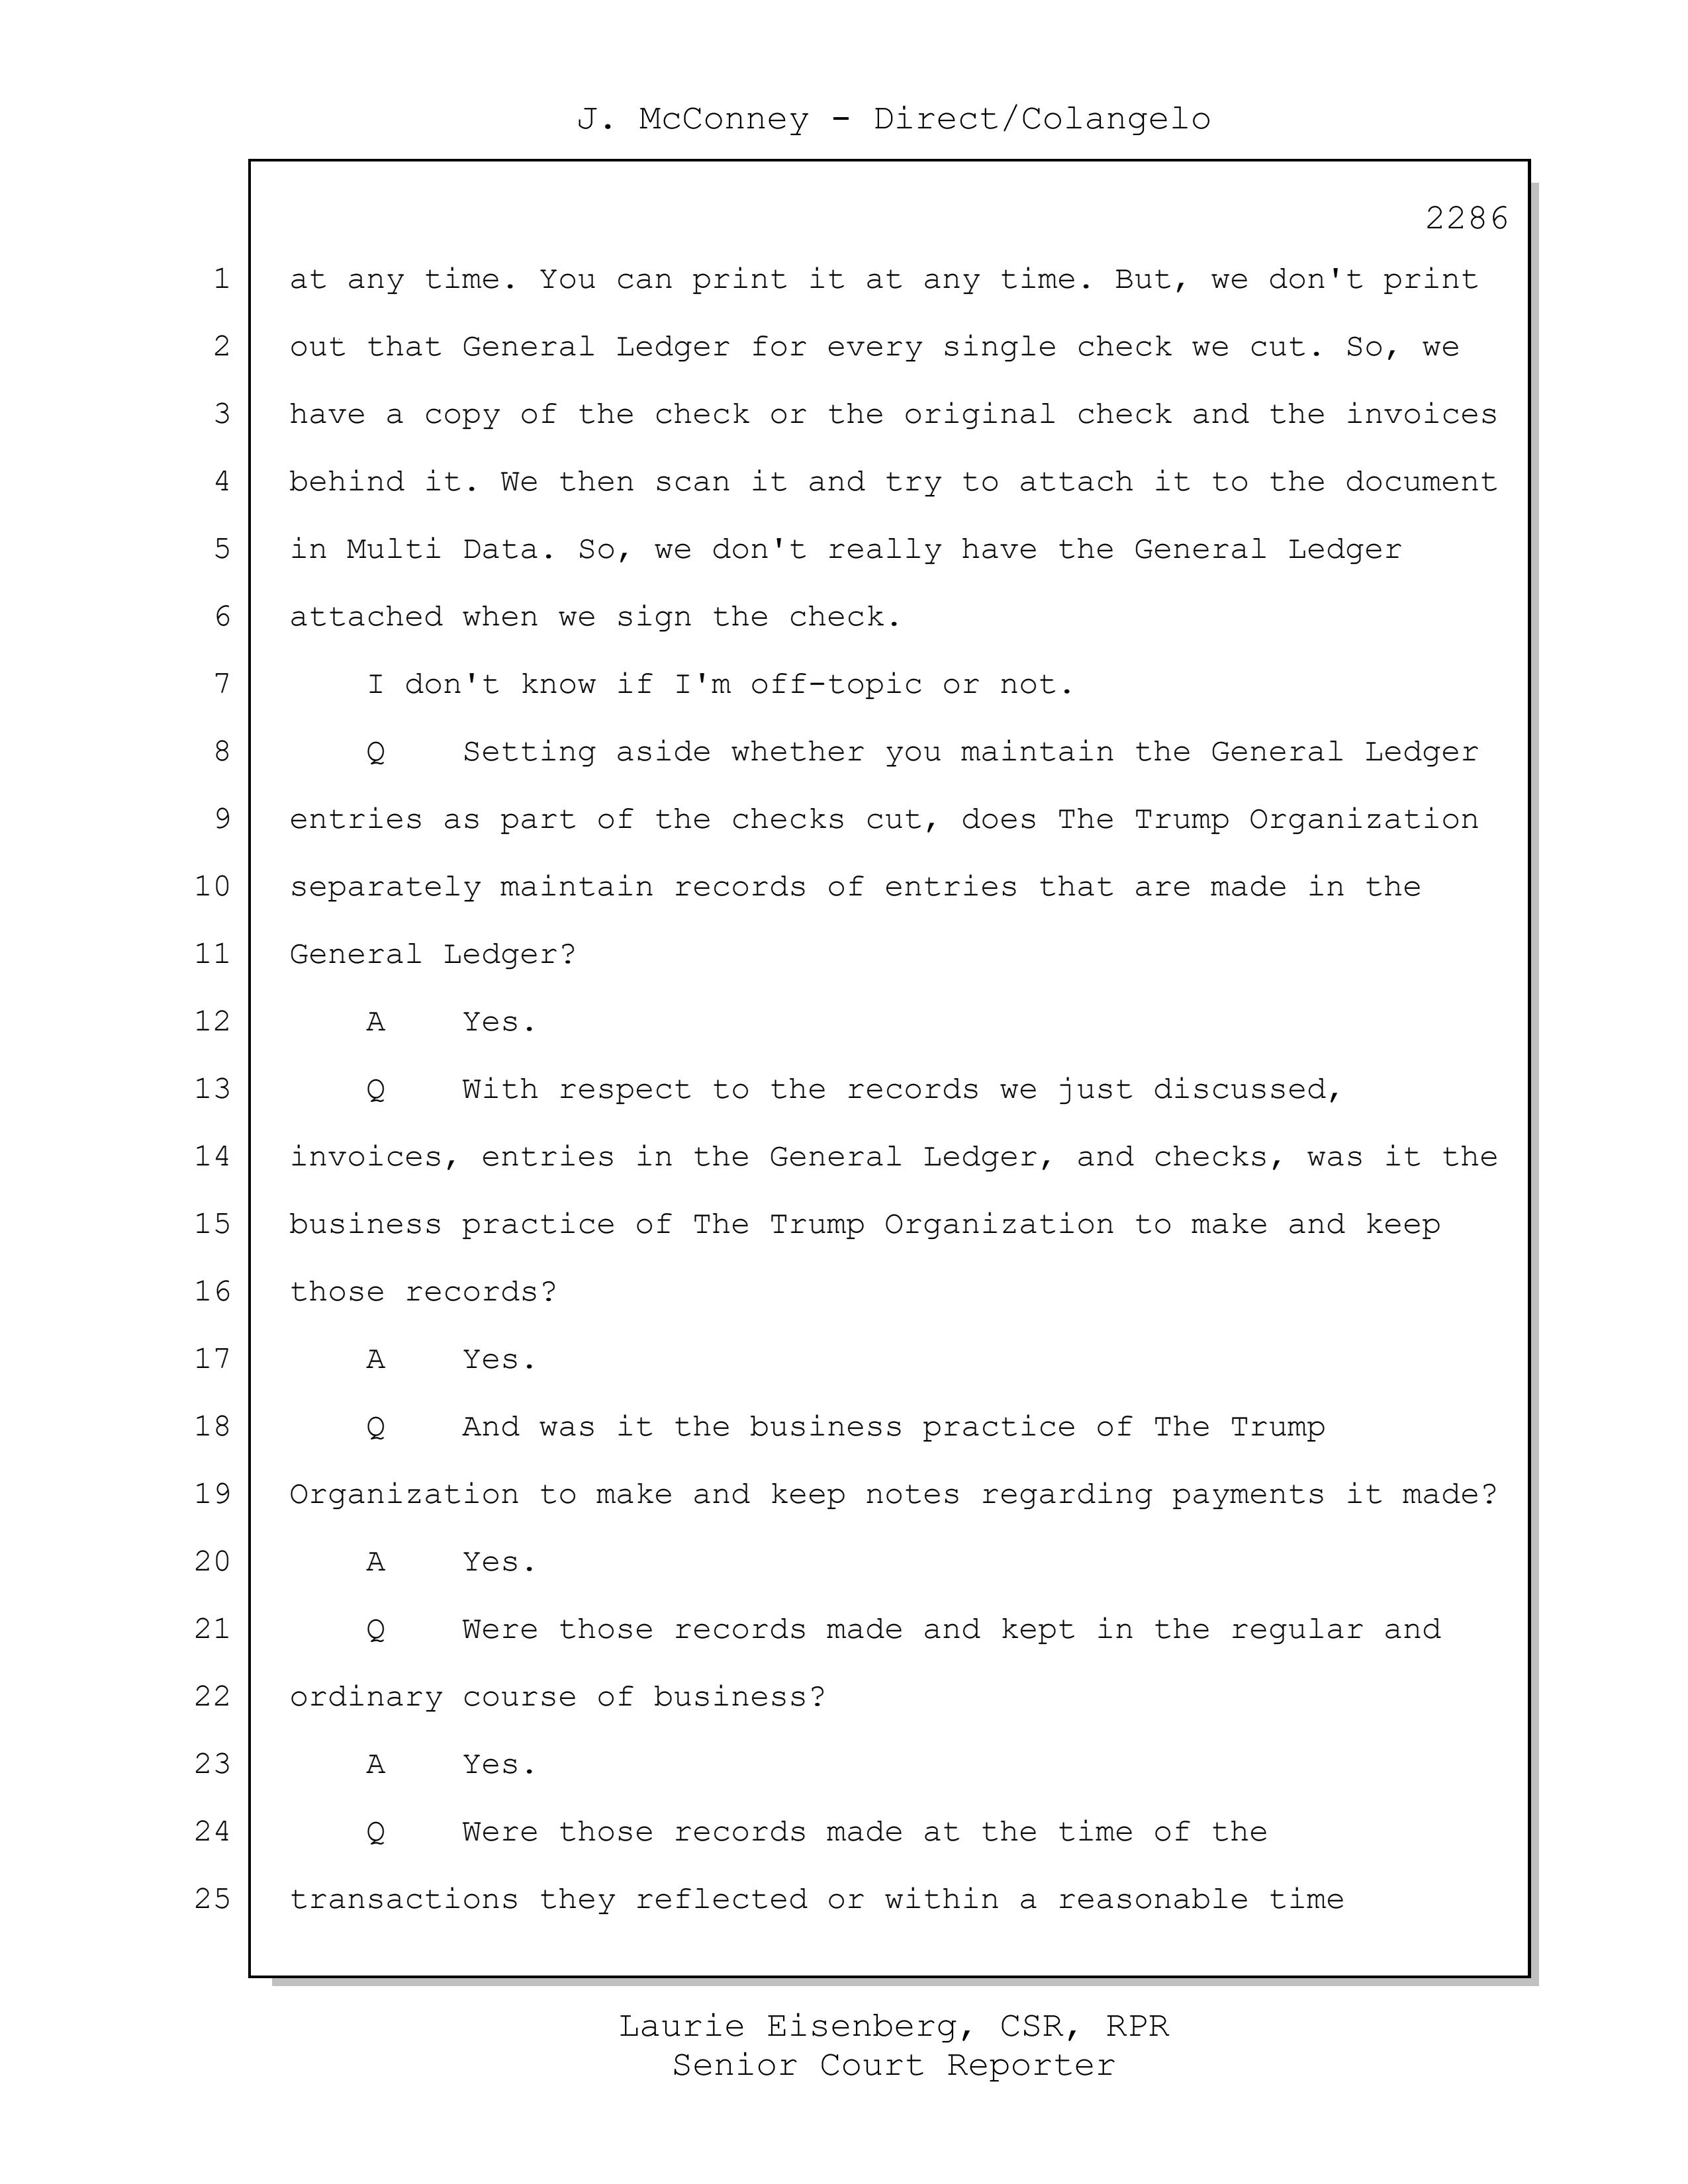 J. McConney - Direct/Colangelo
2286
1 at any time. You can print it at any time. But, we don't print
2 out that General Ledger for every single check we cut. So, we
3 have a copy of the check or the original check and the invoices
4 behind it. We then scan it and try to attach it to the document
5 in Multi Data. So, we don't really have the General Ledger
6 attached when we sign the check.
7 I don't know if I'm off-topic or not.
8 Q Setting aside whether you maintain the General Ledger
9 entries as part of the checks cut, does The Trump Organization
10 separately maintain records of entries that are made in the
11 General Ledger?
12 A Yes.
13 Q With respect to the records we just discussed,
14 invoices, entries in the General Ledger, and checks, was it the
15 business practice of The Trump Organization to make and keep
16 those records?
17 A Yes.
18 Q And was it the business practice of The Trump
19 Organization to make and keep notes regarding payments it made?
20 A Yes.
21 Q Were those records made and kept in the regular and
22 ordinary course of business?
23 A Yes.
24 Q Were those records made at the time of the
25 transactions they reflected or within a reasonable time
Laurie Eisenberg, CSR, RPR
Senior Court Reporter